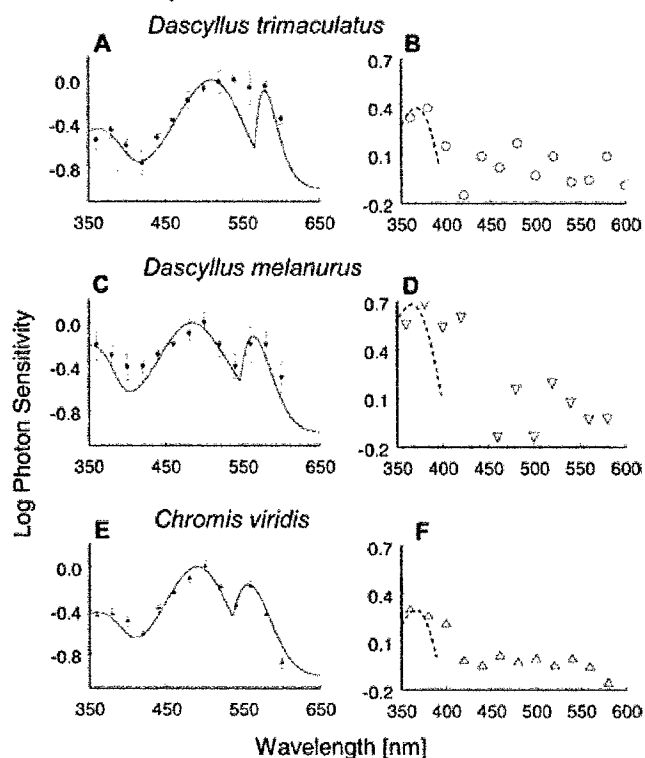 Dascyllus trimaculatus
A
B
0.0
-0.4
-0.8
350 450 550 650
0.7
0.4
0.1
-0.2
350 400 450 500 550 600
Dascyllus melanurus
C
D
0.0
-0.4
-0.8
350 450 550 650
0.7
0.4
0.1
-0.2
350 400 450 500 550 600
Log Photon Sensitivity
Chromis viridis
E
F
0.0
-0.4
-0.8
350 450 550 650
0.7
0.4
0.1
-0.2
350 400 450 500 550 600
Wavelength [nm]